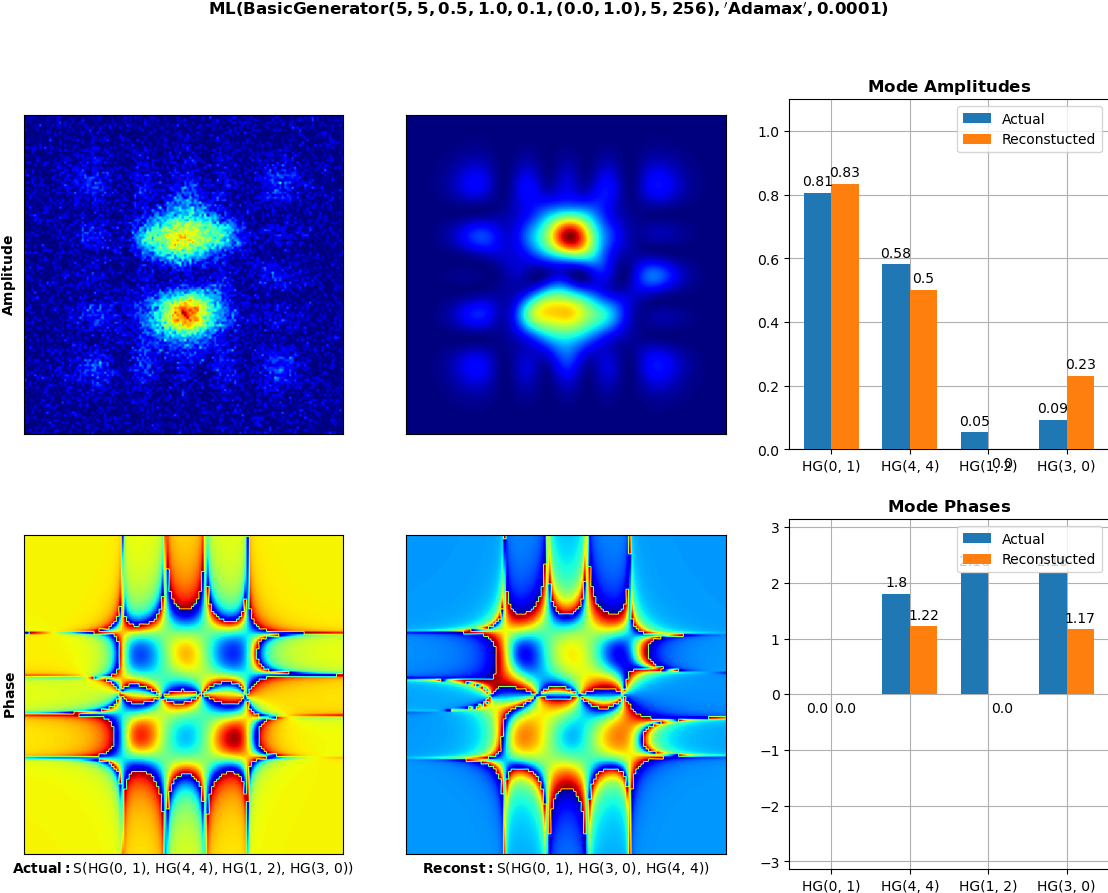 ML(BasicGenerator(5, 5, 0.5, 1.0, 0.1, (0.0, 1.0), 5, 256), 'Adamax', 0.0001)
Amplitude
Mode Amplitudes
Actual
Reconstucted
1.0
0.8
0.6
0.4
0.2
0.0
0.81
0.83
0.58
0.5
0.05
0.0
0.09
0.23
HG(0, 1)
HG(4, 4)
HG(1, 2)
HG(3, 0)
Phase
Actual: S(HG(0, 1), HG(4, 4), HG(1, 2), HG(3, 0))
Reconst: S(HG(0, 1), HG(3, 0), HG(4, 4))
Mode Phases
Actual
Reconstucted
3
2
1
0
−1
−2
−3
0.0
0.0
1.8
1.22
0.0
1.17
HG(0, 1)
HG(4, 4)
HG(1, 2)
HG(3, 0)